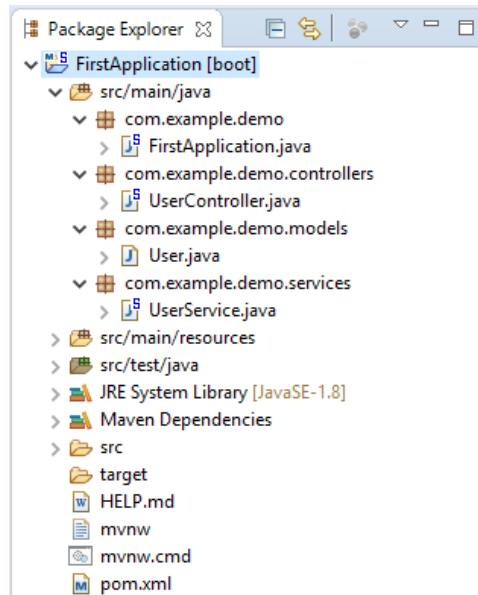 Package Explorer
FirstApplication [boot]
src/main/java
com.example.demo
FirstApplication.java
com.example.demo.controllers
UserController.java
com.example.demo.models
User.java
com.example.demo.services
UserService.java
src/main/resources
src/test/java
JRE System Library [JavaSE-1.8]
Maven Dependencies
src
target
HELP.md
mvnw
mvnw.cmd
pom.xml